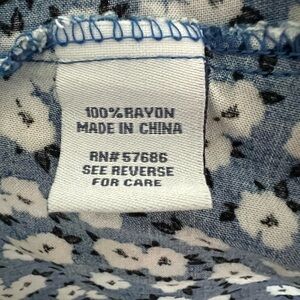 100% RAYON
MADE IN CHINA
RN# 57686
SEE REVERSE
FOR CARE